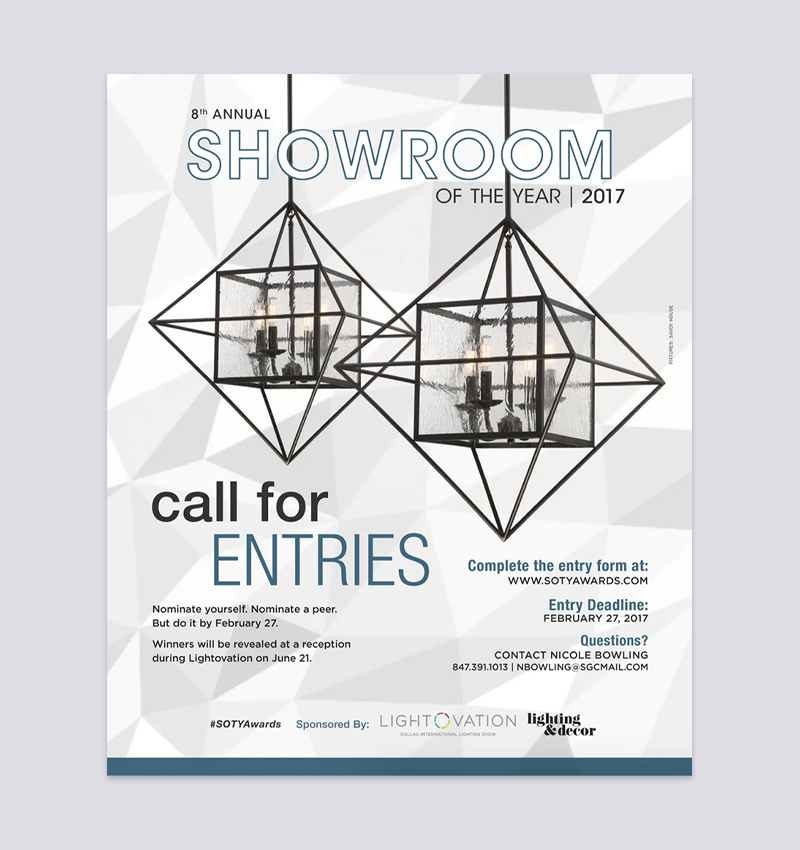 8th ANNUAL
SHOWROOM
OF THE YEAR | 2017
FIXTURES: SAVOY HOUSE
call for
ENTRIES
Complete the entry form at:
WWW.SOTYAWARDS.COM
Nominate yourself. Nominate a peer.
But do it by February 27.
Entry Deadline:
FEBRUARY 27, 2017
Winners will be revealed at a reception
during Lightovation on June 21.
Questions?
CONTACT NICOLE BOWLING
847.391.1013 | NBOWLING@SGCMAIL.COM
#SOTYAwards Sponsored By: LIGHTOVATION
DALLAS INTERNATIONAL LIGHTING SHOW
lighting
&decor